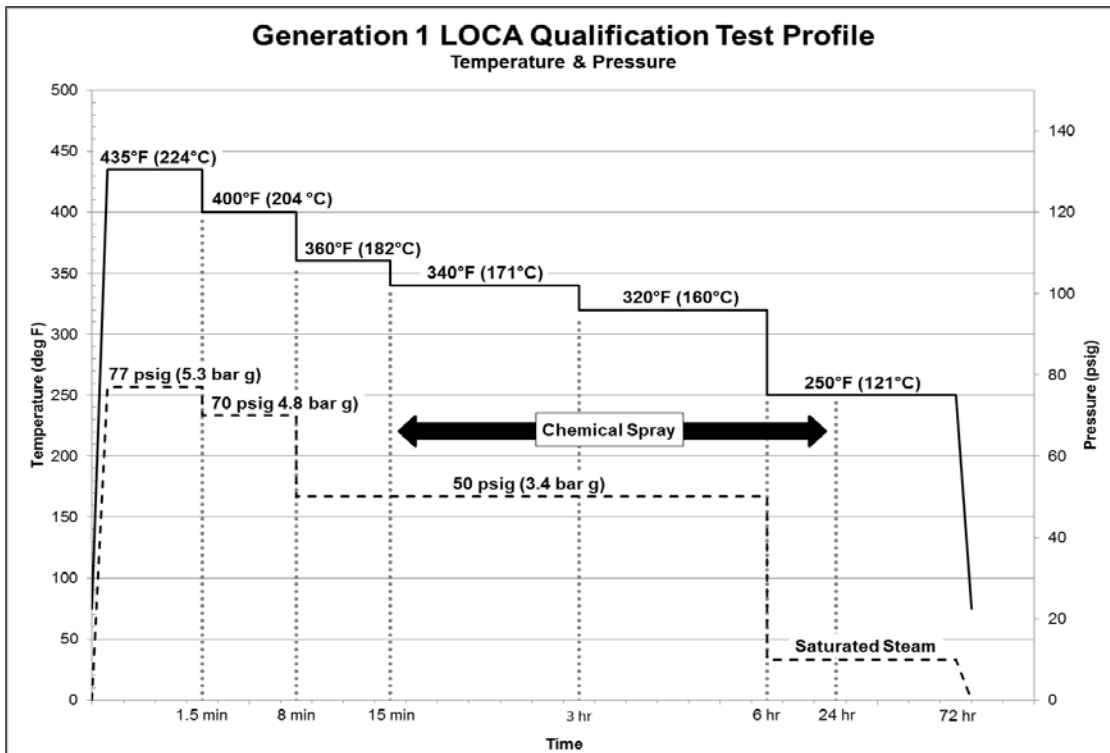 Generation 1 LOCA Qualification Test Profile
Temperature & Pressure
500
450
400
350
300
250
200
150
100
50
0
Temperature (deg F)
140
120
100
80
60
40
20
0
Pressure (psig)
435°F (224°C)
400°F (204 °C)
360°F (182°C)
340°F (171°C)
320°F (160°C)
250°F (121°C)
77 psig (5.3 bar g)
70 psig 4.8 bar g)
Chemical Spray
50 psig (3.4 bar g)
Saturated Steam
1.5 min
8 min
15 min
3 hr
6 hr
24 hr
72 hr
Time